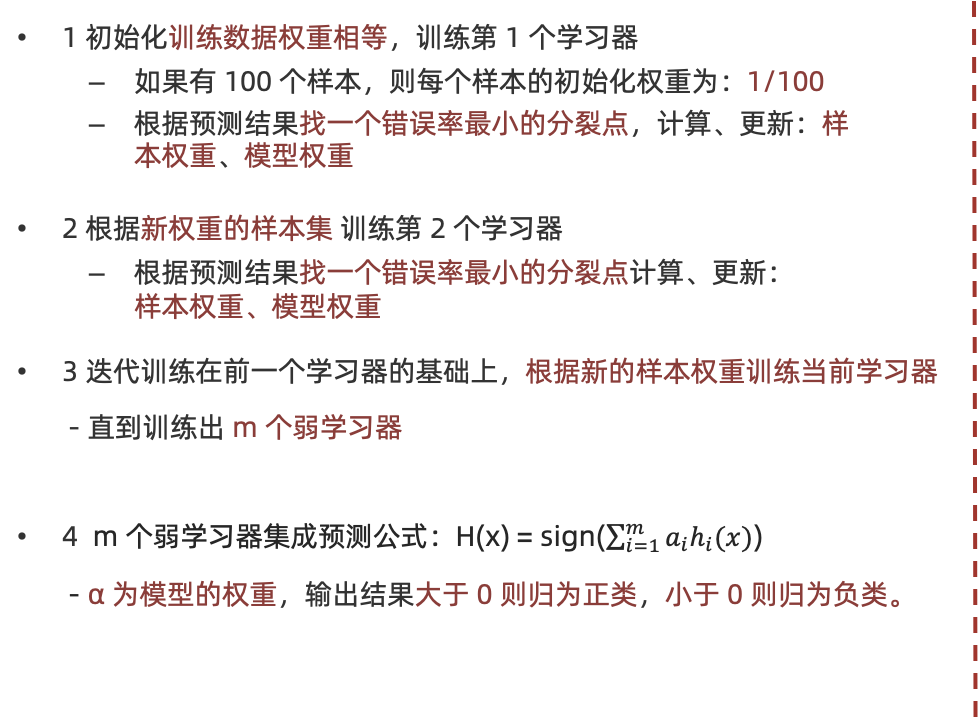 • 1 初始化训练数据权重相等，训练第 1 个学习器
– 如果有 100 个样本，则每个样本的初始化权重为：1/100
– 根据预测结果找一个错误率最小的分裂点，计算、更新：样
本权重、模型权重
• 2 根据新权重的样本集 训练第 2 个学习器
– 根据预测结果找一个错误率最小的分裂点计算、更新：
样本权重、模型权重
• 3 迭代训练在前一个学习器的基础上，根据新的样本权重训练当前学习器
- 直到训练出 m 个弱学习器
• 4 m 个弱学习器集成预测公式：H(x) = sign(∑_{i=1}^{m} a_i h_i(x))
- α 为模型的权重，输出结果大于 0 则归为正类，小于 0 则归为负类。